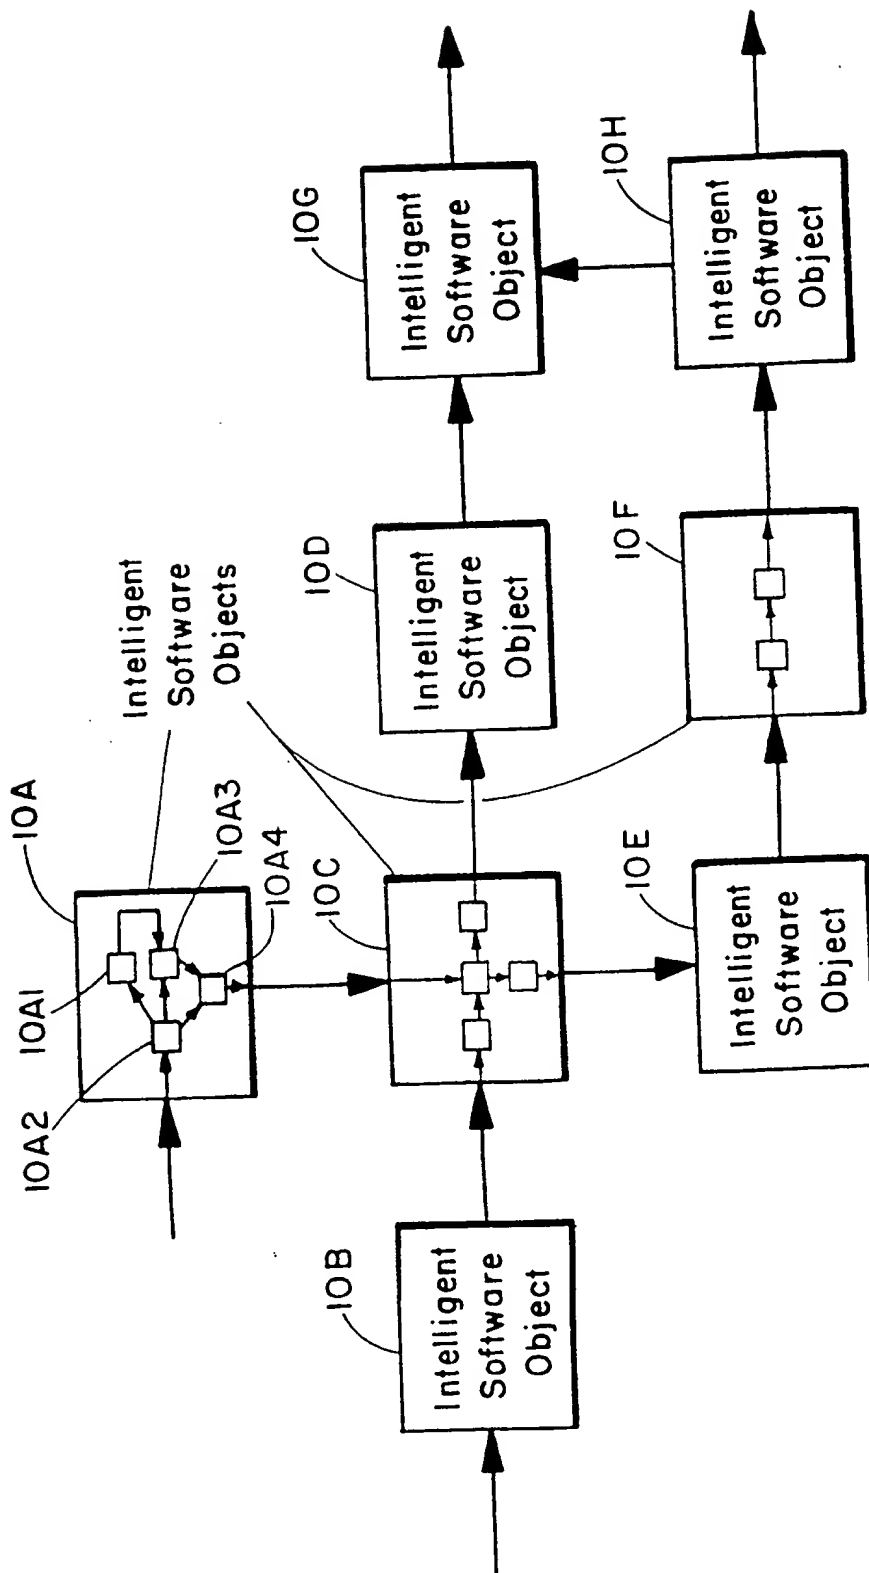 10A
10A1
10A2
10A3
10A4
Intelligent
Software
Objects
10B
Intelligent
Software
Object
10C
10D
Intelligent
Software
Object
10G
Intelligent
Software
Object
10E
Intelligent
Software
Object
10F
10H
Intelligent
Software
Object